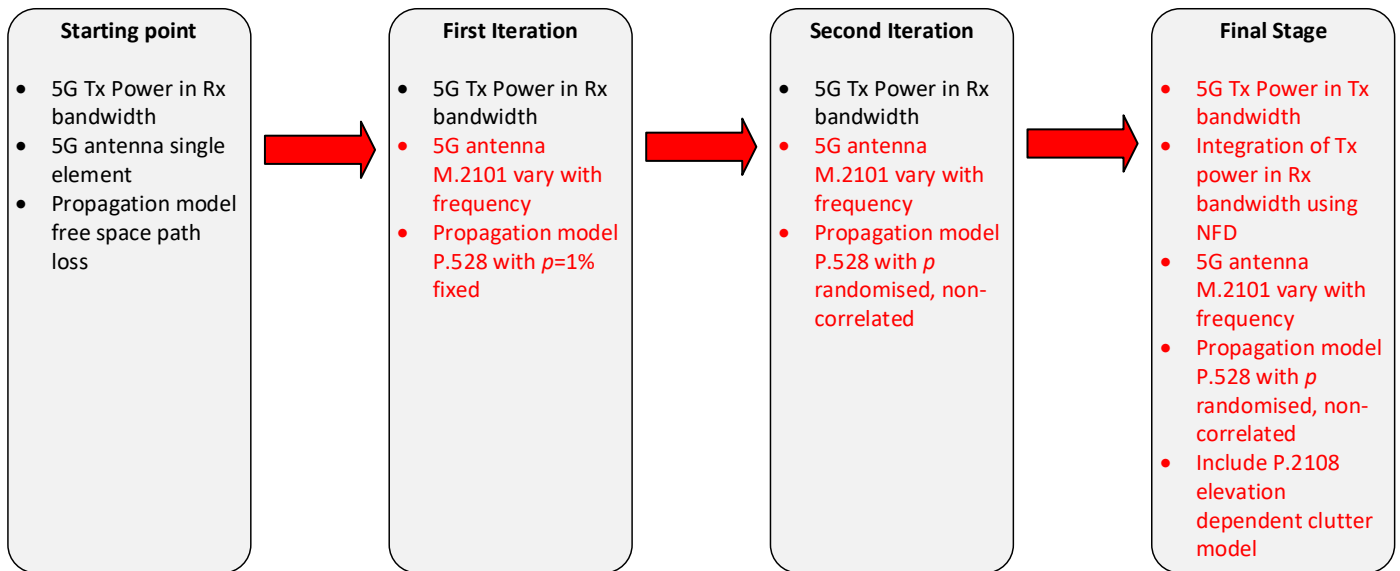 Starting point
• 5G Tx Power in Rx
bandwidth
• 5G antenna single
element
• Propagation model
free space path
loss
First Iteration
• 5G Tx Power in Rx
bandwidth
• 5G antenna
M.2101 vary with
frequency
• Propagation model
P.528 with p=1%
fixed
Second Iteration
• 5G Tx Power in Rx
bandwidth
• 5G antenna
M.2101 vary with
frequency
• Propagation model
P.528 with p
randomised, non-
correlated
Final Stage
• 5G Tx Power in Tx
bandwidth
• Integration of Tx
power in Rx
bandwidth using
NFD
• 5G antenna
M.2101 vary with
frequency
• Propagation model
P.528 with p
randomised, non-
correlated
• Include P.2108
elevation
dependent clutter
model